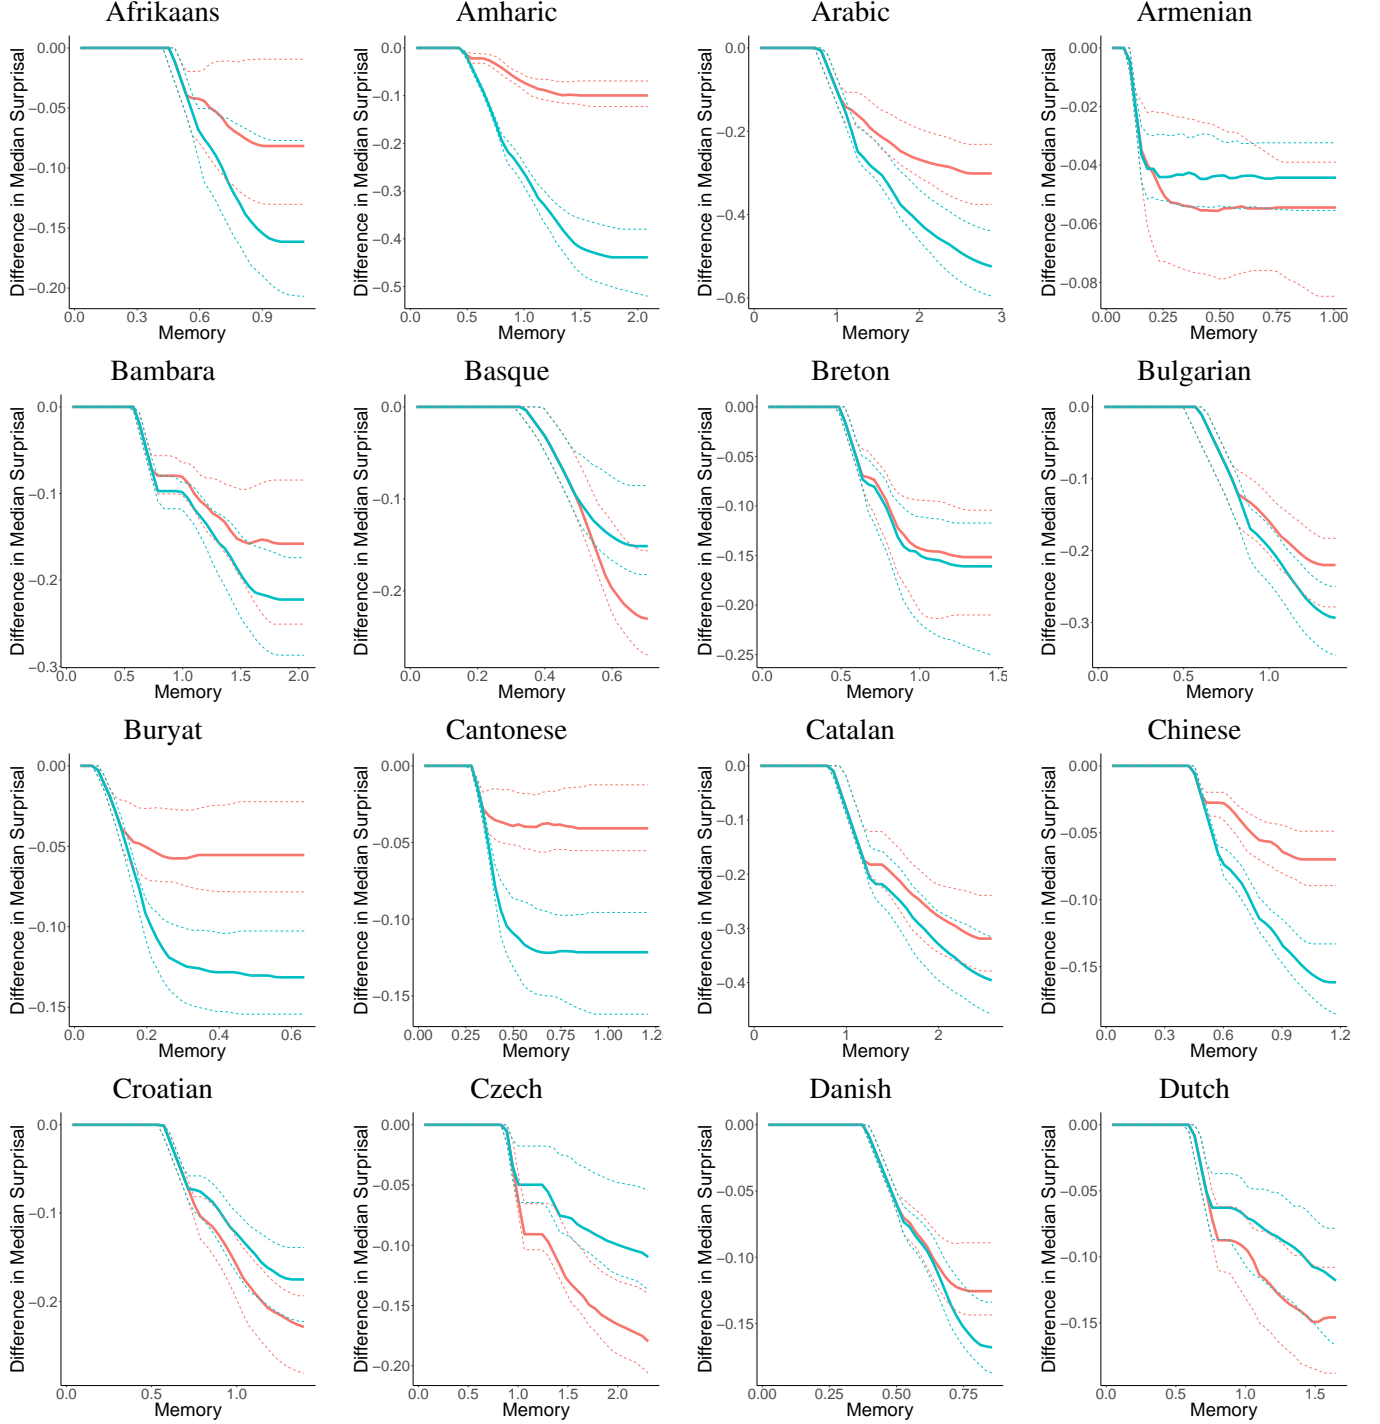 Afrikaans Amharic Arabic Armenian
Difference in Median Surprisal
0.00
−0.05
−0.10
−0.15
−0.20
0.0 0.3 0.6 0.9
Memory
Difference in Median Surprisal
0.0
−0.1
−0.2
−0.3
−0.4
−0.5
0.0 0.5 1.0 1.5 2.0
Memory
Difference in Median Surprisal
0.0
−0.2
−0.4
−0.6
0 1 2 3
Memory
Difference in Median Surprisal
0.00
−0.02
−0.04
−0.06
−0.08
0.00 0.25 0.50 0.75 1.00
Memory
Bambara Basque Breton Bulgarian
Difference in Median Surprisal
0.0
−0.1
−0.2
−0.3
0.0 0.5 1.0 1.5 2.0
Memory
Difference in Median Surprisal
0.0
−0.1
−0.2
0.0 0.2 0.4 0.6
Memory
Difference in Median Surprisal
0.00
−0.05
−0.10
−0.15
−0.20
−0.25
0.0 0.5 1.0 1.5
Memory
Difference in Median Surprisal
0.0
−0.1
−0.2
−0.3
0.0 0.5 1.0
Memory
Buryat Cantonese Catalan Chinese
Difference in Median Surprisal
0.00
−0.05
−0.10
−0.15
0.0 0.2 0.4 0.6
Memory
Difference in Median Surprisal
0.00
−0.05
−0.10
−0.15
0.00 0.25 0.50 0.75 1.00 1.2
Memory
Difference in Median Surprisal
0.0
−0.1
−0.2
−0.3
−0.4
0 1 2
Memory
Difference in Median Surprisal
0.00
−0.05
−0.10
−0.15
0.0 0.3 0.6 0.9 1.2
Memory
Croatian Czech Danish Dutch
Difference in Median Surprisal
0.0
−0.1
−0.2
0.0 0.5 1.0
Memory
Difference in Median Surprisal
0.00
−0.05
−0.10
−0.15
−0.20
0.0 0.5 1.0 1.5 2.0
Memory
Difference in Median Surprisal
0.00
−0.05
−0.10
−0.15
0.00 0.25 0.50 0.75
Memory
Difference in Median Surprisal
0.00
−0.05
−0.10
−0.15
0.0 0.5 1.0 1.5
Memory